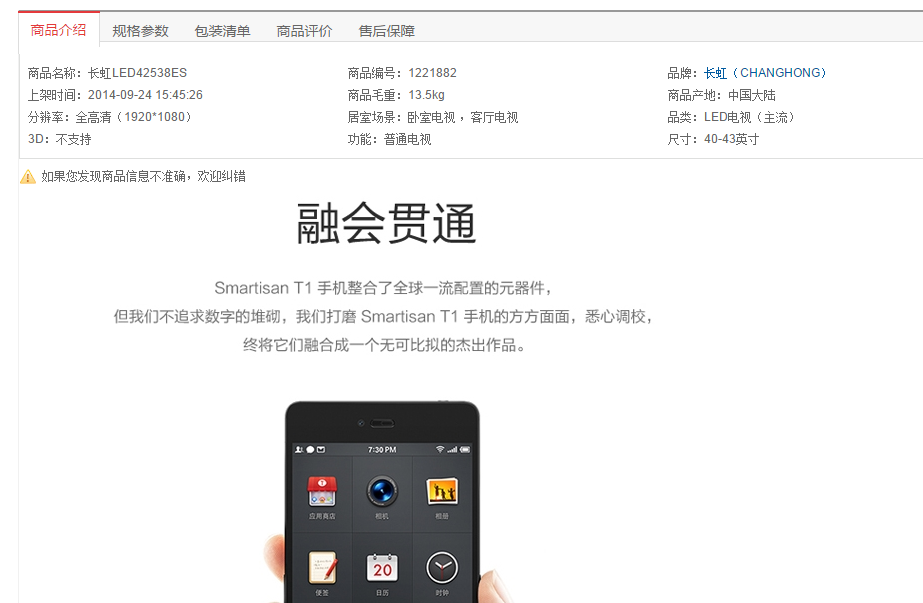 商品介绍 规格参数 包装清单 商品评价 售后保障
商品名称：长虹LED42538ES 商品编号：1221882 品牌：长虹（CHANGHONG）
上架时间：2014-09-24 15:45:26 商品毛重：13.5kg 商品产地：中国大陆
分辨率：全高清（1920*1080） 居室场景：卧室电视，客厅电视 品类：LED电视（主流）
3D：不支持 功能：普通电视 尺寸：40-43英寸
如果您发现商品信息不准确，欢迎纠错
融会贯通
Smartisan T1 手机整合了全球一流配置的元器件，
但我们不追求数字的堆砌，我们打磨 Smartisan T1 手机的方方面面，悉心调校，
终将它们融合成一个无可比拟的杰出作品。
7:30 PM
应用商店 相机 相册
20
便签 日历 时钟